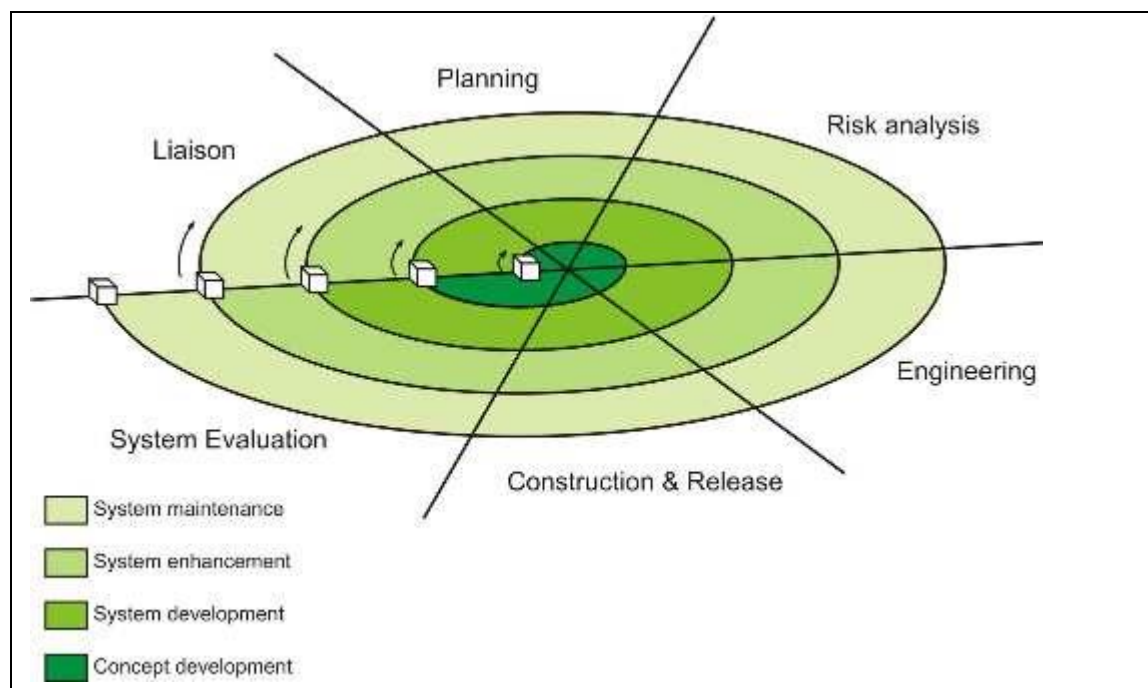 Planning
Risk analysis
Liaison
Engineering
System Evaluation
Construction & Release
System maintenance
System enhancement
System development
Concept development